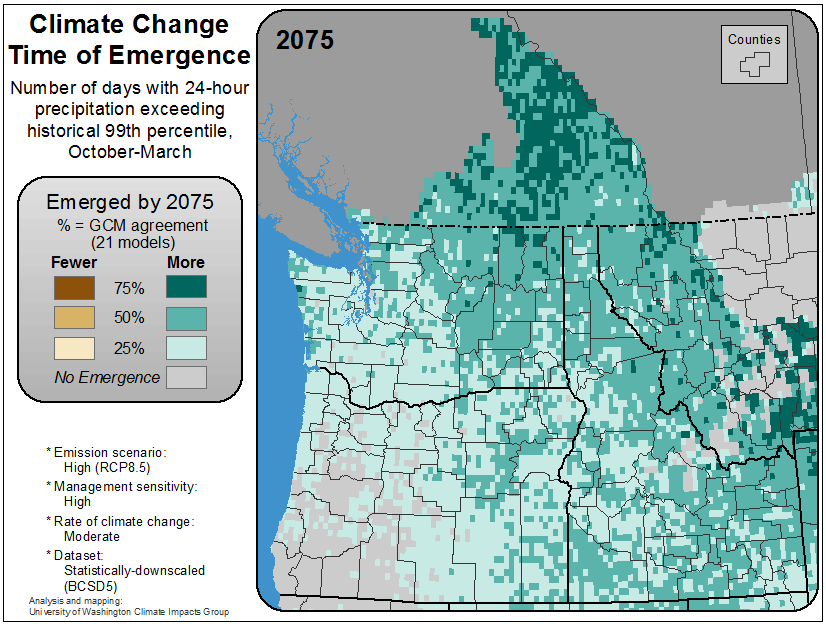 Climate Change
Time of Emergence
Number of days with 24-hour
precipitation exceeding
historical 99th percentile,
October-March
Emerged by 2075
% = GCM agreement
(21 models)
Fewer More
75%
50%
25%
No Emergence
* Emission scenario:
High (RCP8.5)
* Management sensitivity:
High
* Rate of climate change:
Moderate
* Dataset:
Statistically-downscaled
(BCSD5)
Analysis and mapping:
University of Washington Climate Impacts Group
2075
Counties